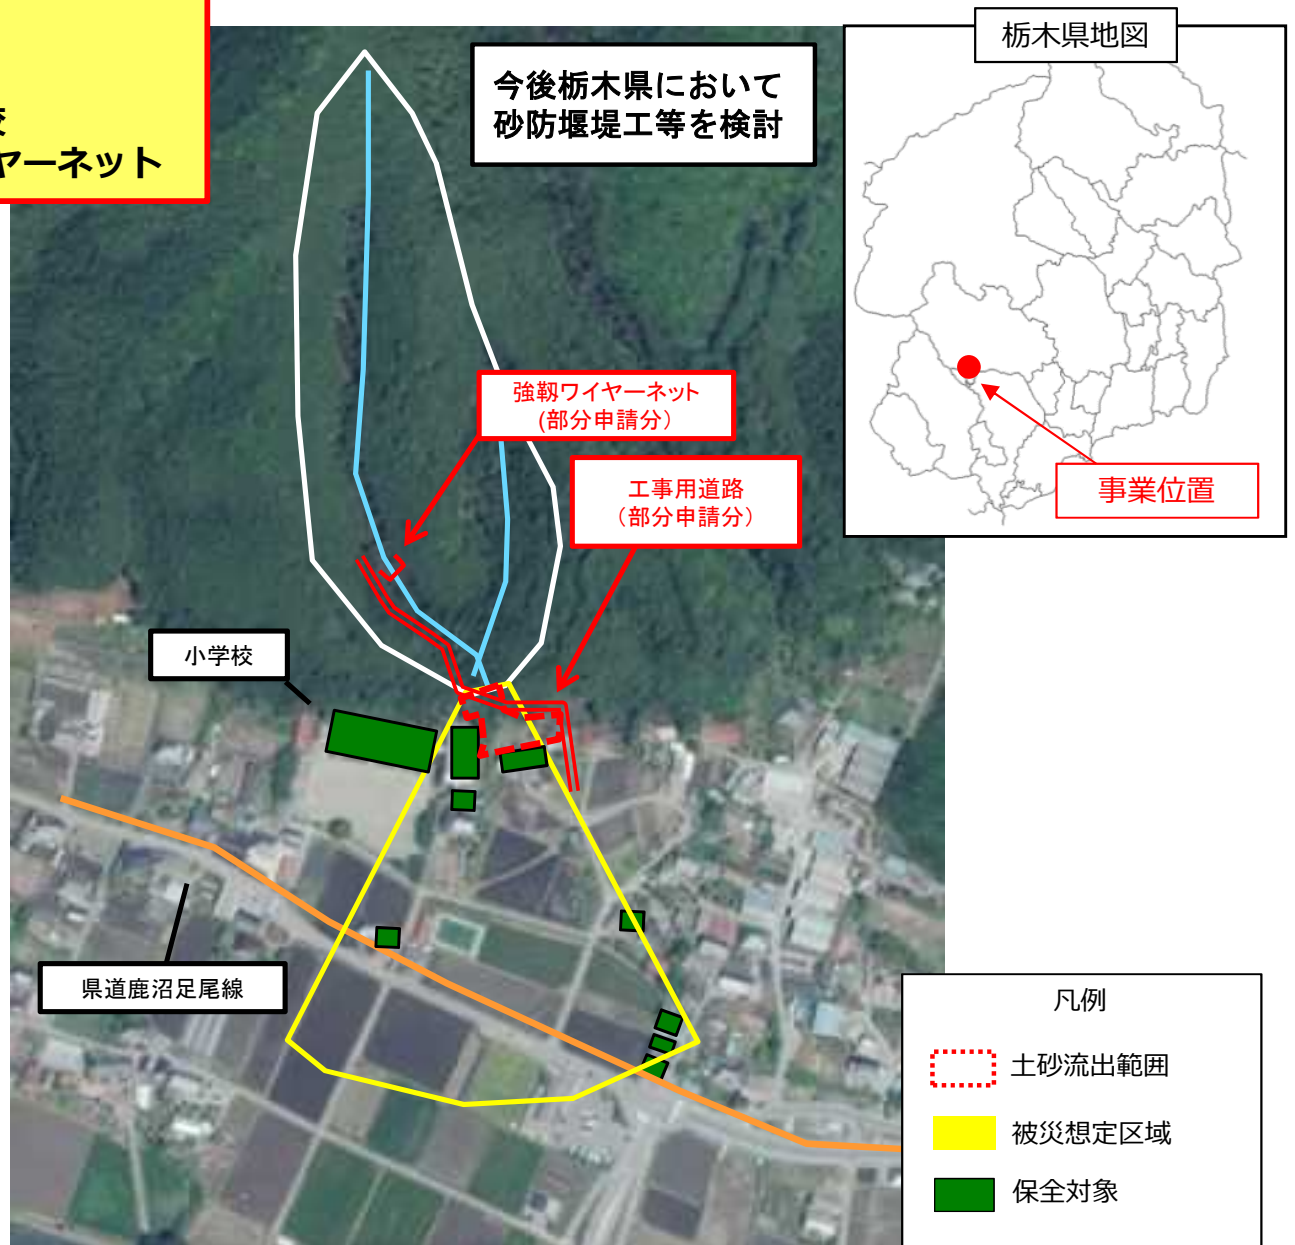 ヤーネット
今後栃木県において
砂防堰堤工等を検討
栃木県地図
強靱ワイヤーネット
(部分申請分)
工事用道路
(部分申請分)
事業位置
小学校
県道鹿沼足尾線
凡例
土砂流出範囲
被災想定区域
保全対象